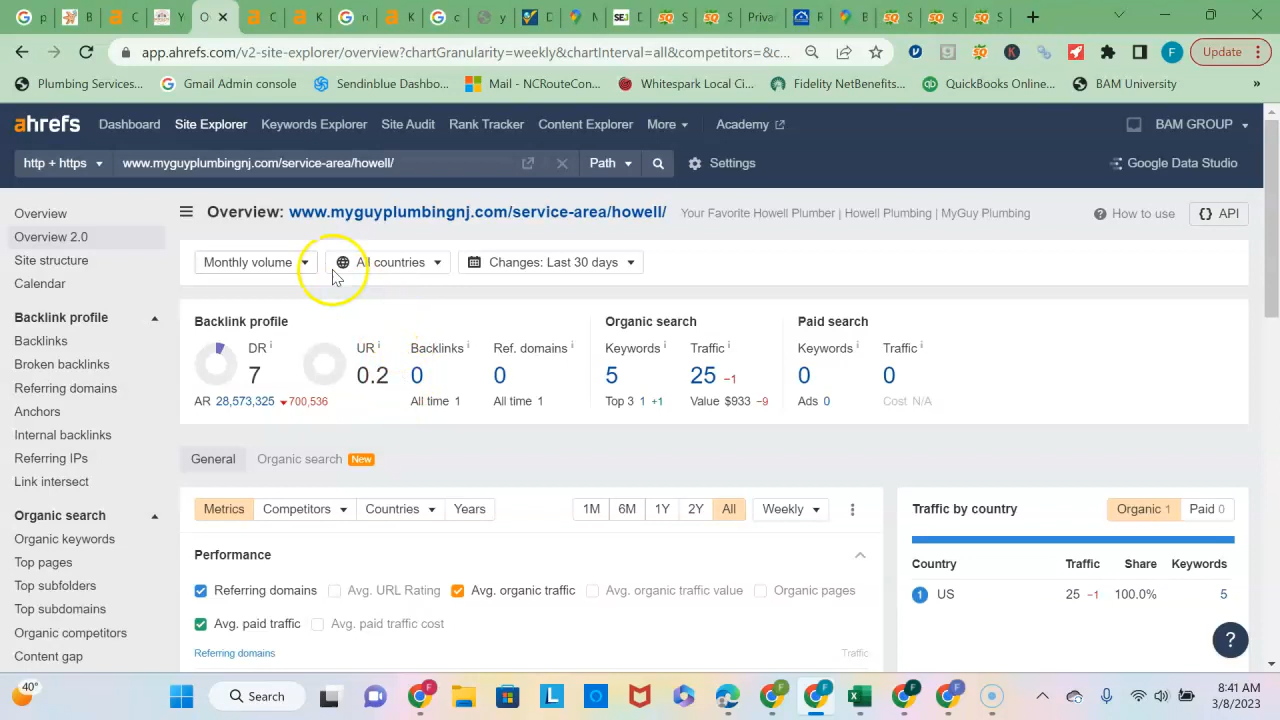 app.ahrefs.com/v2-site-explorer/overview?chartGranularity=weekly&chartInterval=all&competitors=&c...
Update
Plumbing Services...
Gmail Admin console
Sendinblue Dashbo...
Mail - NCRouteCon...
Whitespark Local Ci...
Fidelity NetBenefits...
QuickBooks Onlin...
BAM University
»
ahrefs
Dashboard
Site Explorer
Keywords Explorer
Site Audit
Rank Tracker
Content Explorer
More
Academy
BAM GROUP
http + https
www.myguyplumbingnj.com/service-area/howell/
Path
Settings
Google Data Studio
Overview
Overview 2.0
Site structure
Calendar
Backlink profile
Backlinks
Broken backlinks
Referring domains
Anchors
Internal backlinks
Referring IPs
Link intersect
Organic search
Organic keywords
Top pages
Top subfolders
Top subdomains
Organic competitors
Content gap
Overview: www.myguyplumbingnj.com/service-area/howell/
Your Favorite Howell Plumber | Howell Plumbing | MyGuy Plumbing
How to use
{} API
Monthly volume
All countries
Changes: Last 30 days
Backlink profile
DR i
7
UR i
0.2
Backlinks i
0
Ref. domains i
0
AR 28,573,325 700,536
All time 1
All time 1
Organic search
Keywords i
5
Traffic i
25 −1
Top 3 1 +1
Value $933 −9
Paid search
Keywords i
0
Traffic i
0
Ads 0
Cost N/A
General
Organic search New
Metrics
Competitors
Countries
Years
1M
6M
1Y
2Y
All
Weekly
Performance
Referring domains
Avg. URL Rating
Avg. organic traffic
Avg. organic traffic value
Organic pages
Avg. paid traffic
Avg. paid traffic cost
Referring domains
Traffic
Traffic by country
Organic 1
Paid 0
Country Traffic Share Keywords
1 US 25 −1 100.0% 5
?
40°
Search
8:41 AM
3/8/2023